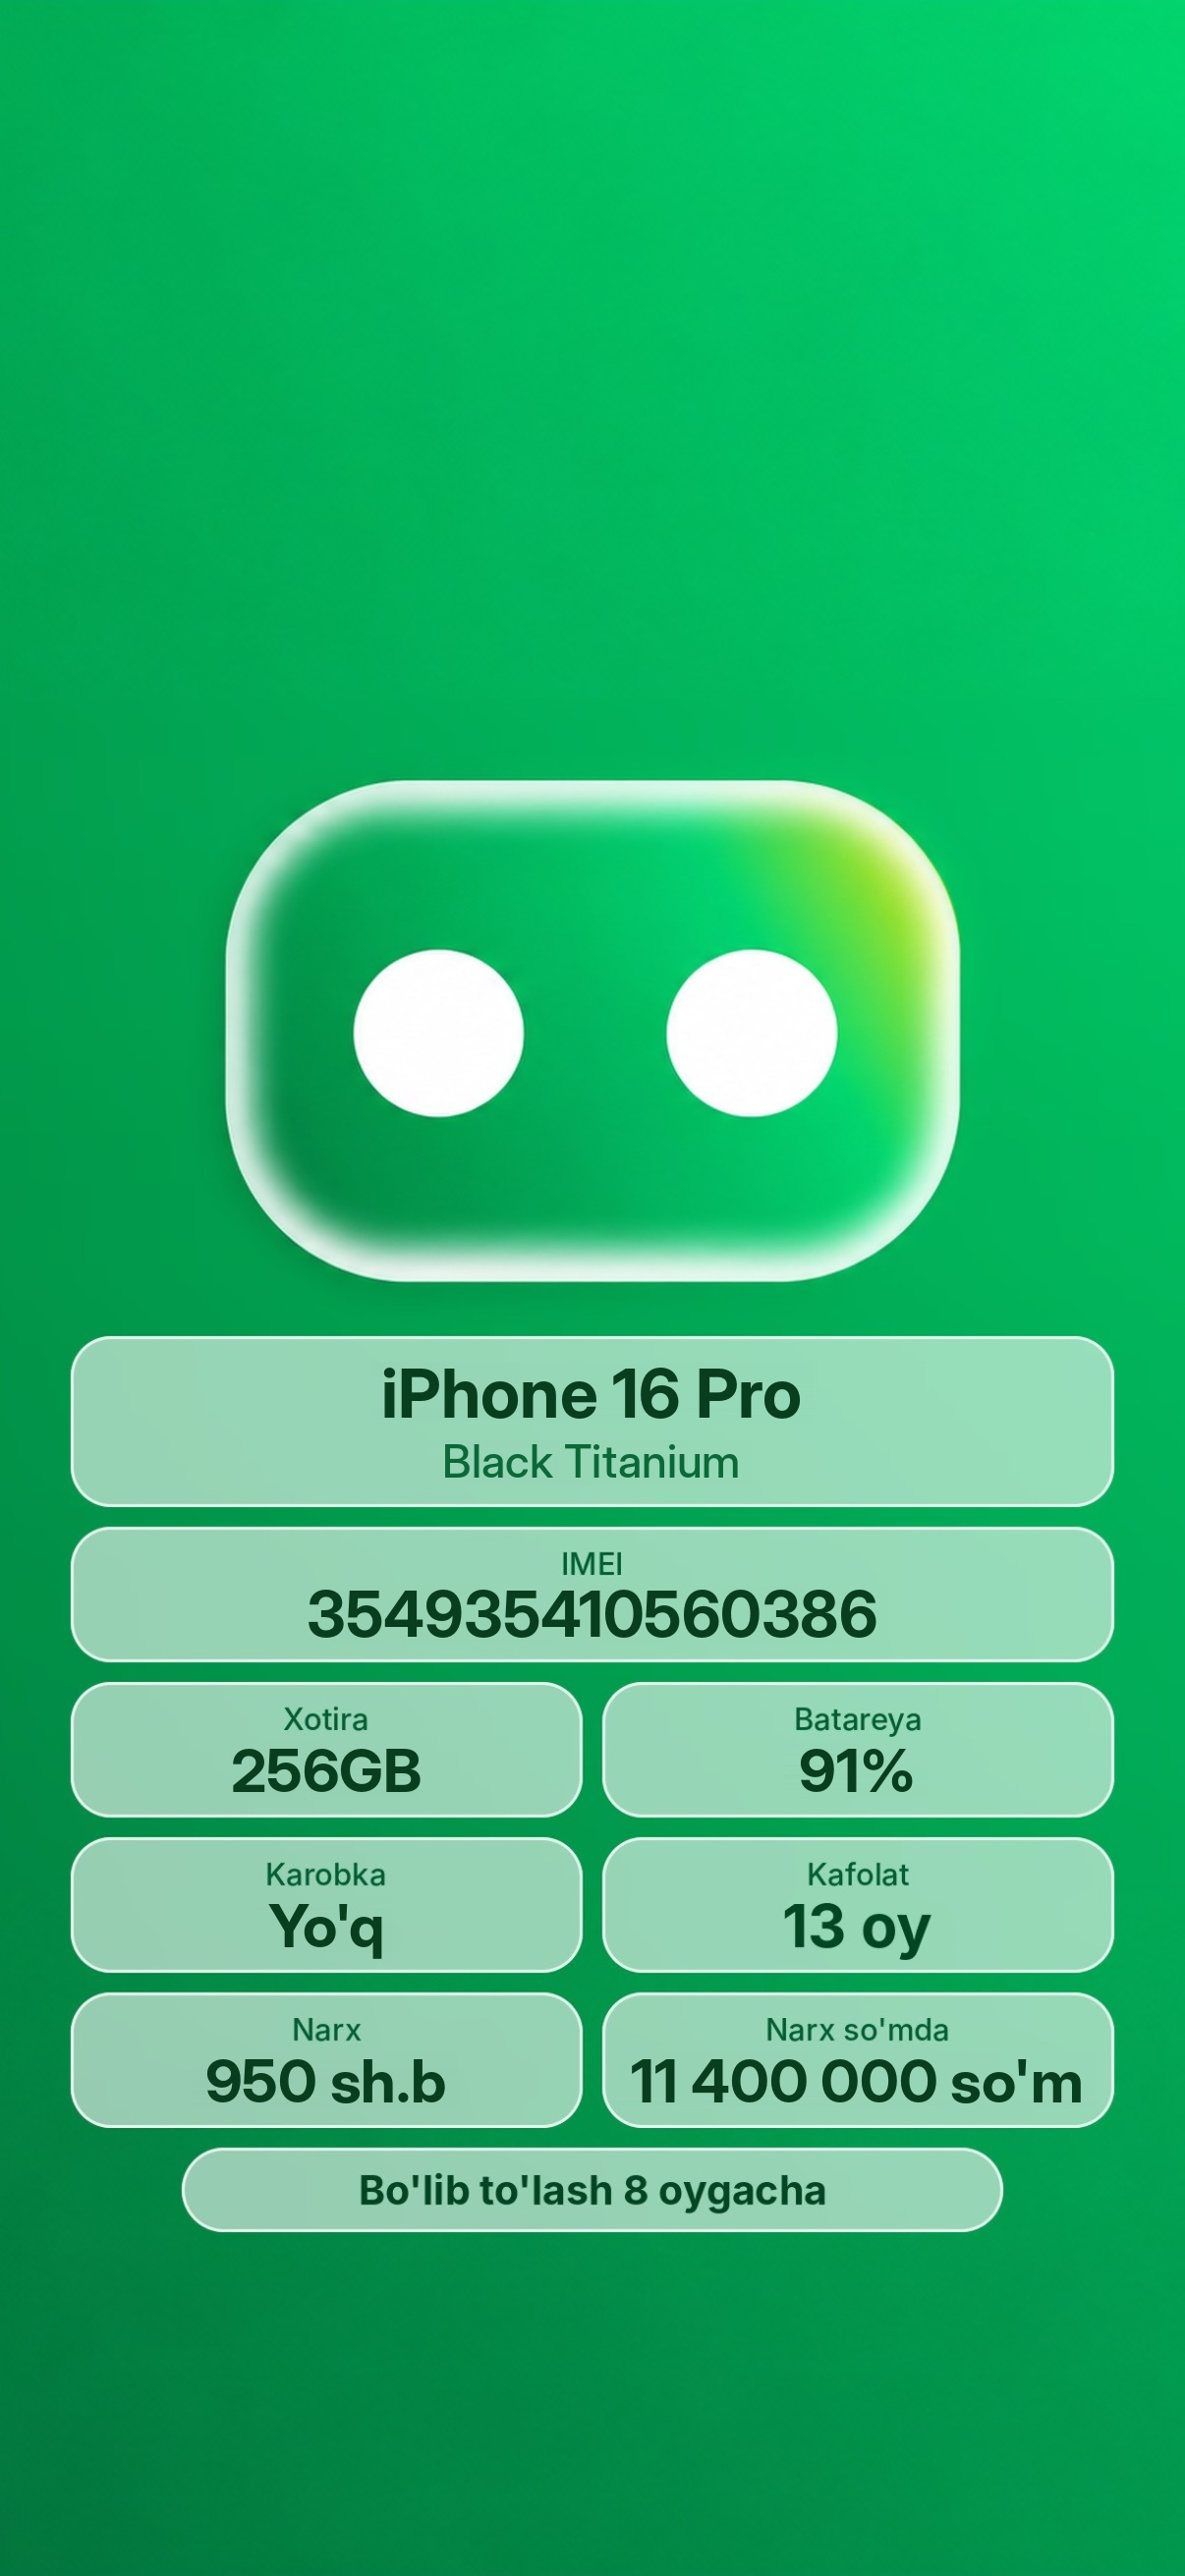 iPhone 16 Pro
Black Titanium
IMEI
354935410560386
Xotira
256GB
Batareya
91%
Karobka
Yo'q
Kafolat
13 oy
Narx
950 sh.b
Narx so'mda
11 400 000 so'm
Bo'lib to'lash 8 oygacha